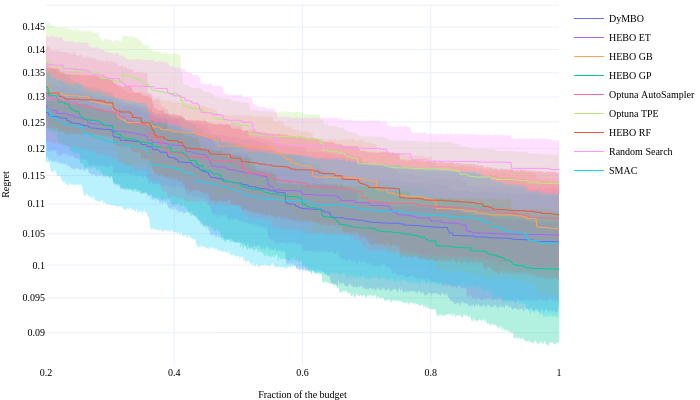 0.145
0.14
0.135
0.13
0.125
0.12
0.115
0.11
0.105
0.1
0.095
0.09
Regret
0.2
0.4
0.6
0.8
1
Fraction of the budget
DyMBO
HEBO ET
HEBO GB
HEBO GP
Optuna AutoSampler
Optuna TPE
HEBO RF
Random Search
SMAC